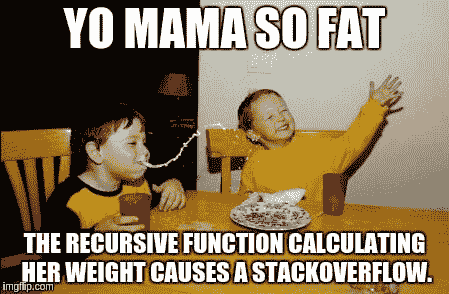 YO MAMA SO FAT
THE RECURSIVE FUNCTION CALCULATING
HER WEIGHT CAUSES A STACKOVERFLOW.
imgflip.com